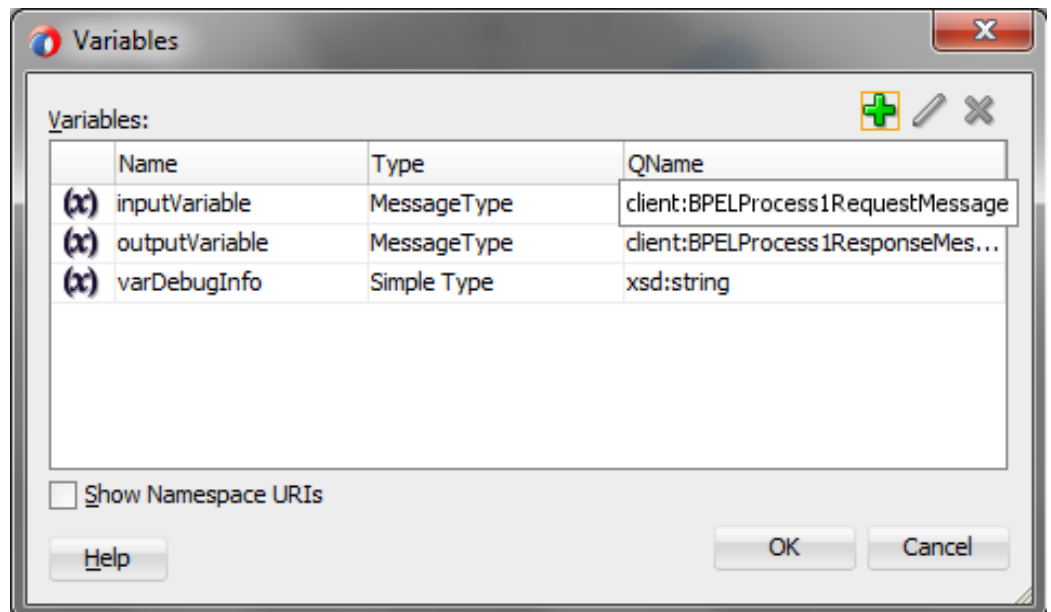 Variables
Variables:
Name Type QName
(x) inputVariable MessageType client:BPELProcess1RequestMessage
(x) outputVariable MessageType client:BPELProcess1ResponseMes...
(x) varDebugInfo Simple Type xsd:string
Show Namespace URIs
Help OK Cancel